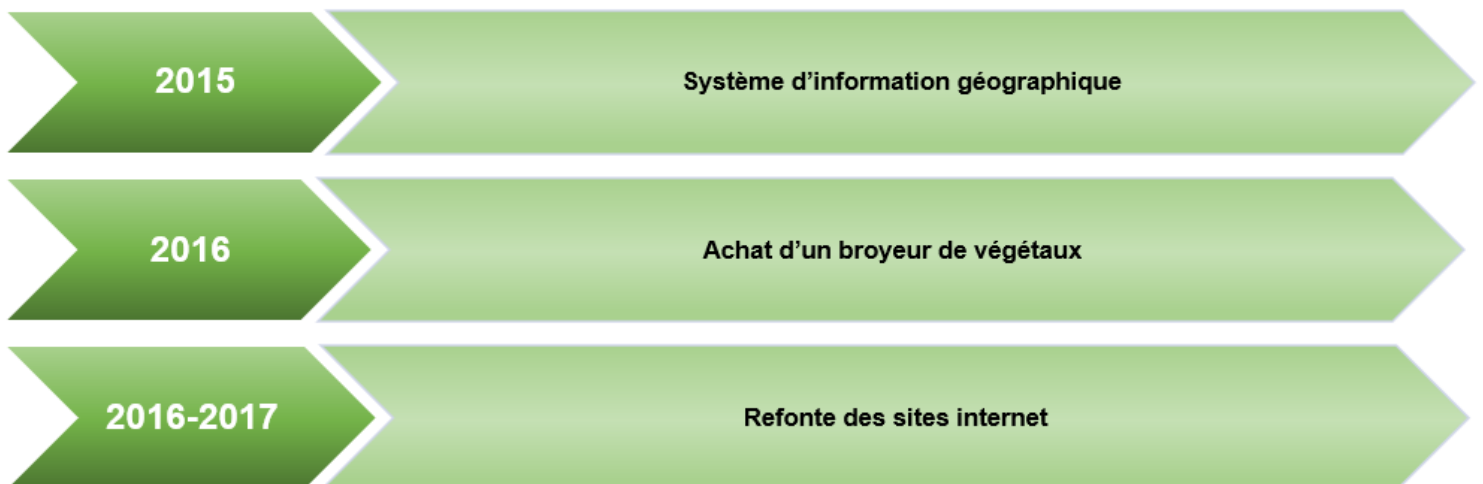 2015
Système d’information géographique
2016
Achat d’un broyeur de végétaux
2016-2017
Refonte des sites internet